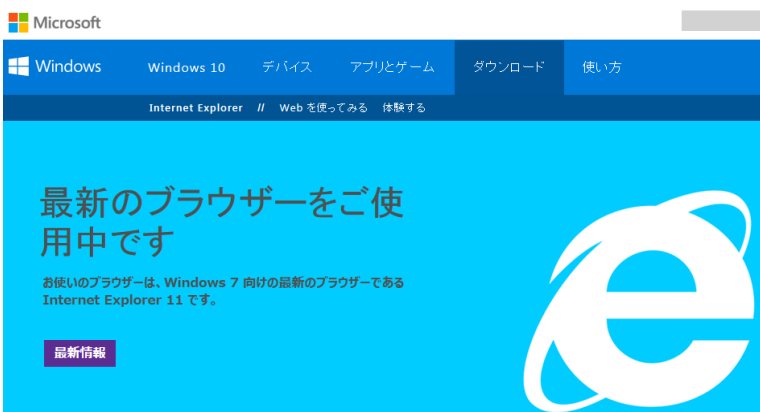 Microsoft
Windows Windows 10 デバイス アプリとゲーム ダウンロード 使い方
Internet Explorer // Web を使ってみる 体験する
最新のブラウザーをご使
用中です
お使いのブラウザーは、Windows 7 向けの最新のブラウザーである
Internet Explorer 11 です。
最新情報